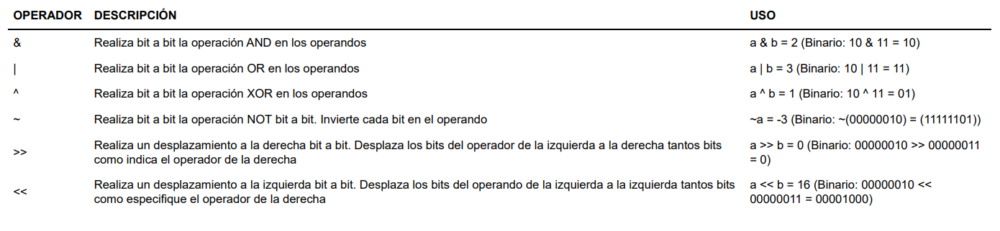 OPERADOR DESCRIPCIÓN USO
& Realiza bit a bit la operación AND en los operandos a & b = 2 (Binario: 10 & 11 = 10)
| Realiza bit a bit la operación OR en los operandos a | b = 3 (Binario: 10 | 11 = 11)
^ Realiza bit a bit la operación XOR en los operandos a ^ b = 1 (Binario: 10 ^ 11 = 01)
~ Realiza bit a bit la operación NOT bit a bit. Invierte cada bit en el operando ~a = -3 (Binario: ~(00000010) = (11111101))
>> Realiza un desplazamiento a la derecha bit a bit. Desplaza los bits del operador de la izquierda a la derecha tantos bits
como indica el operador de la derecha
a >> b = 0 (Binario: 00000010 >> 00000011
= 0)
<< Realiza un desplazamiento a la izquierda bit a bit. Desplaza los bits del operando de la izquierda a la izquierda tantos bits
como especifique el operador de la derecha
a << b = 16 (Binario: 00000010 <<
00000011 = 00001000)